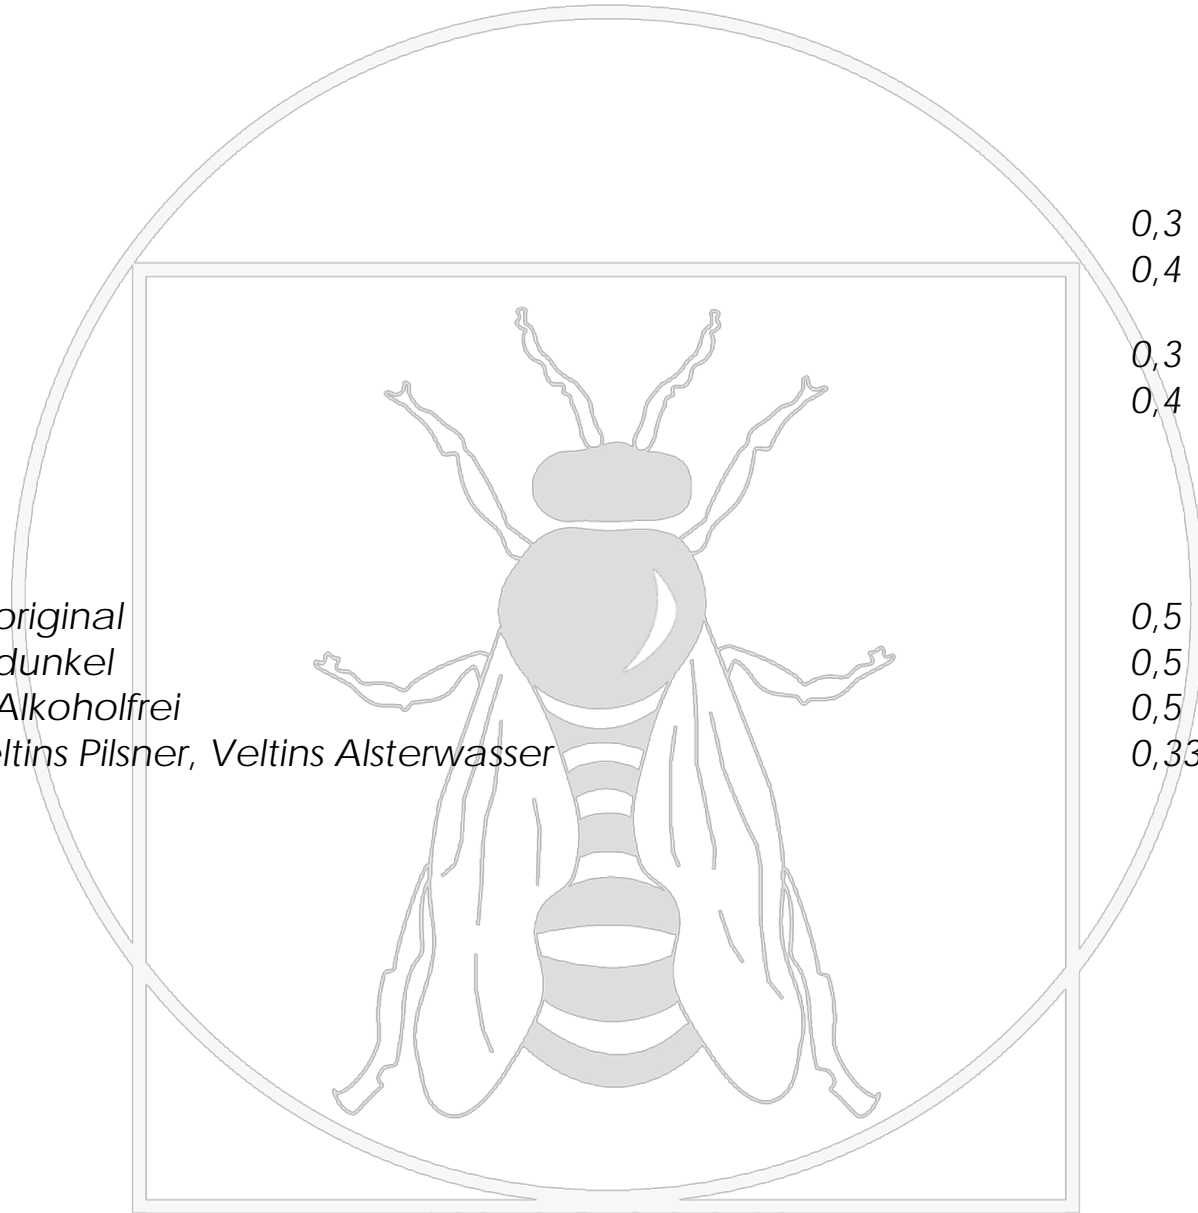 0,3
0,4
0,3
0,4
original 0,5
dunkel 0,5
Alkoholfrei 0,5
eltins Pilsner, Veltins Alsterwasser 0,33